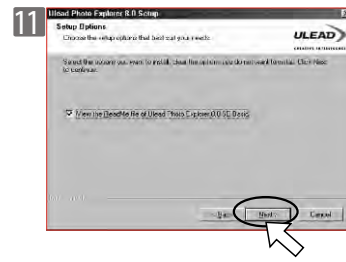 11
Ulead Photo Explorer 8.0 Setup
Setup Options
Choose the setup options that best suit your needs.
ULEAD
Select the options you want to install, clear the options you do not want to install. Click Next
to continue.
View the ReadMe file of Ulead Photo Explorer 8.0 SE Basic
Next
Cancel